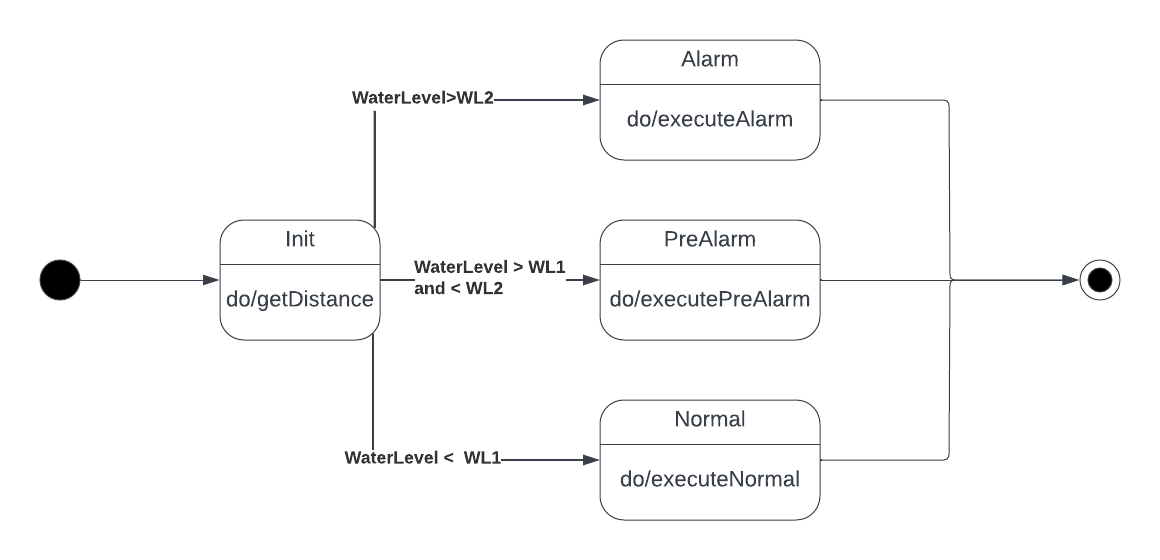 Alarm
do/executeAlarm
WaterLevel>WL2
Init
do/getDistance
WaterLevel > WL1
and < WL2
PreAlarm
do/executePreAlarm
WaterLevel <  WL1
Normal
do/executeNormal